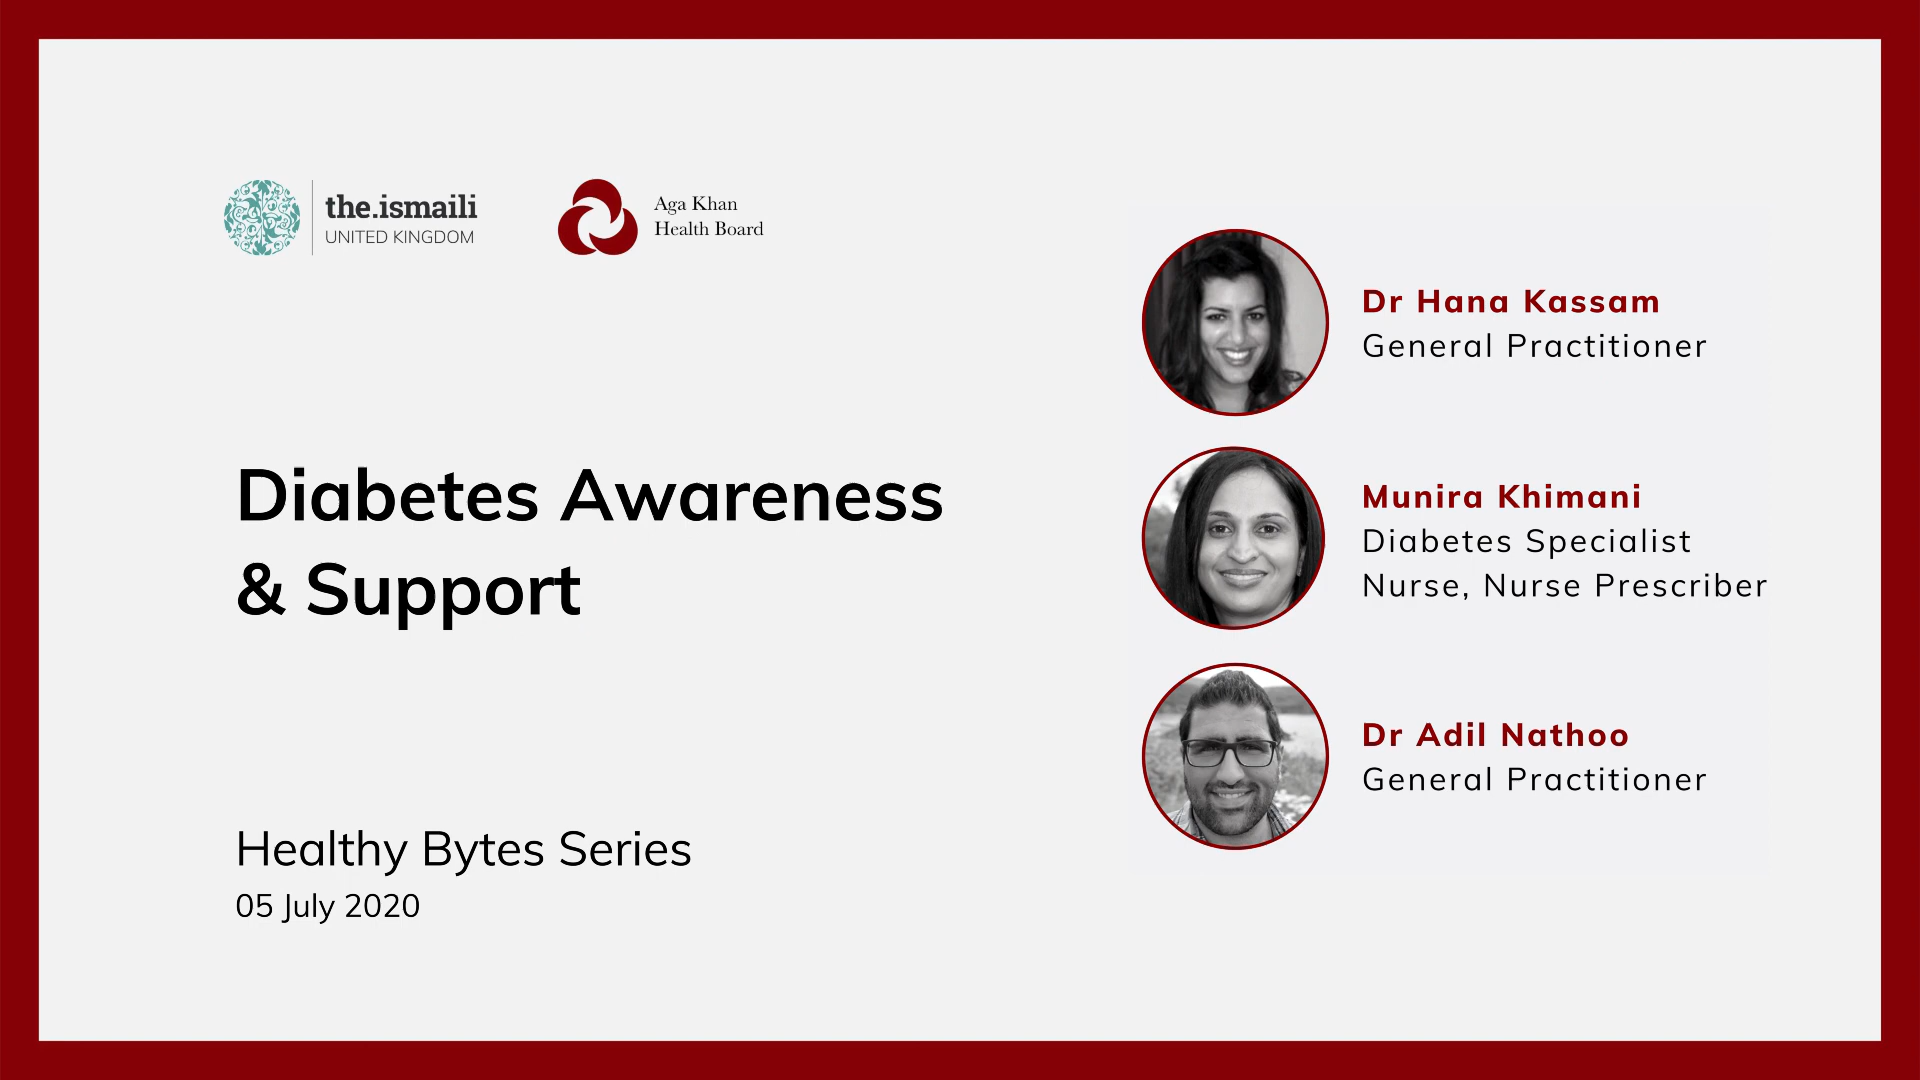 the.ismaili
UNITED KINGDOM
Aga Khan
Health Board
Diabetes Awareness
& Support
Healthy Bytes Series
05 July 2020
Dr Hana Kassam
General Practitioner
Munira Khimani
Diabetes Specialist
Nurse, Nurse Prescriber
Dr Adil Nathoo
General Practitioner